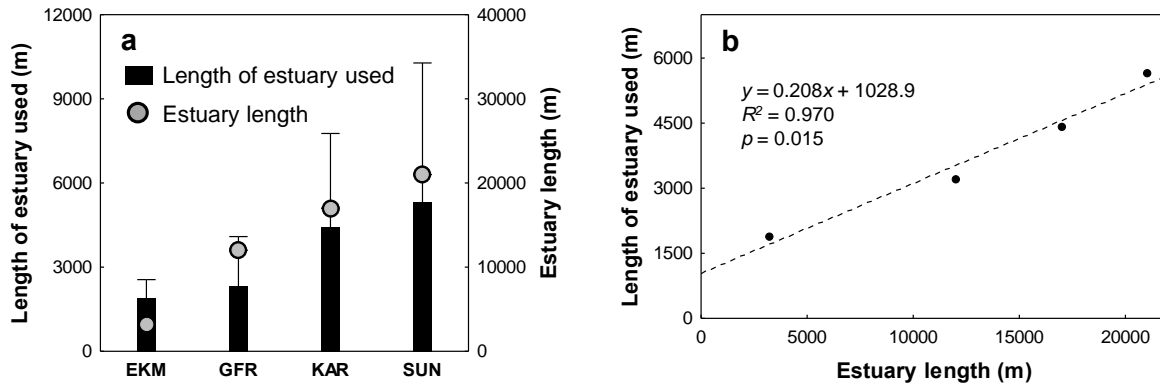 a
Length of estuary used
Estuary length
Length of estuary used (m)
12000
9000
6000
3000
0
40000
30000
20000
10000
0
Estuary length (m)
EKM GFR KAR SUN
b
y = 0.208x + 1028.9
R² = 0.970
p = 0.015
Length of estuary used (m)
6000
4500
3000
1500
0
0 5000 10000 15000 20000
Estuary length (m)